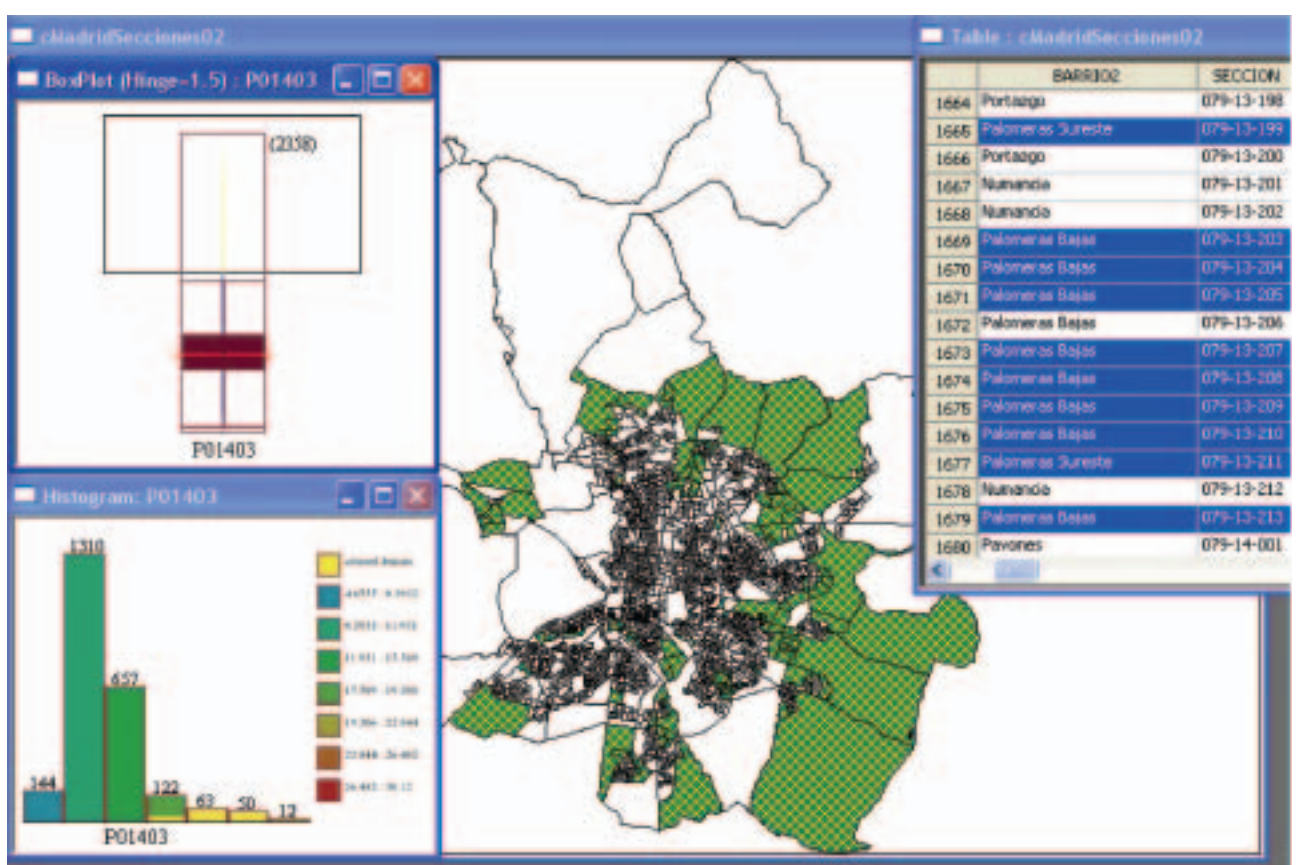 cMadridSecciones02
BoxPlot (Hinge=1.5) : P01403
(2358)
P01403
Histogram: P01403
1310
657
144
122
63
50
12
P01403
Table : cMadridSecciones02
BARRIO2 SECCION
1664 Portazgo 079-13-198
1665 Palomeras Sureste 079-13-199
1666 Portazgo 079-13-200
1667 Numancia 079-13-201
1668 Numancia 079-13-202
1669 Palomeras Bajas 079-13-203
1670 Palomeras Bajas 079-13-204
1671 Palomeras Bajas 079-13-205
1672 Palomeras Bajas 079-13-206
1673 Palomeras Bajas 079-13-207
1674 Palomeras Bajas 079-13-208
1675 Palomeras Bajas 079-13-209
1676 Palomeras Bajas 079-13-210
1677 Palomeras Sureste 079-13-211
1678 Numancia 079-13-212
1679 Palomeras Bajas 079-13-213
1680 Pavones 079-14-001